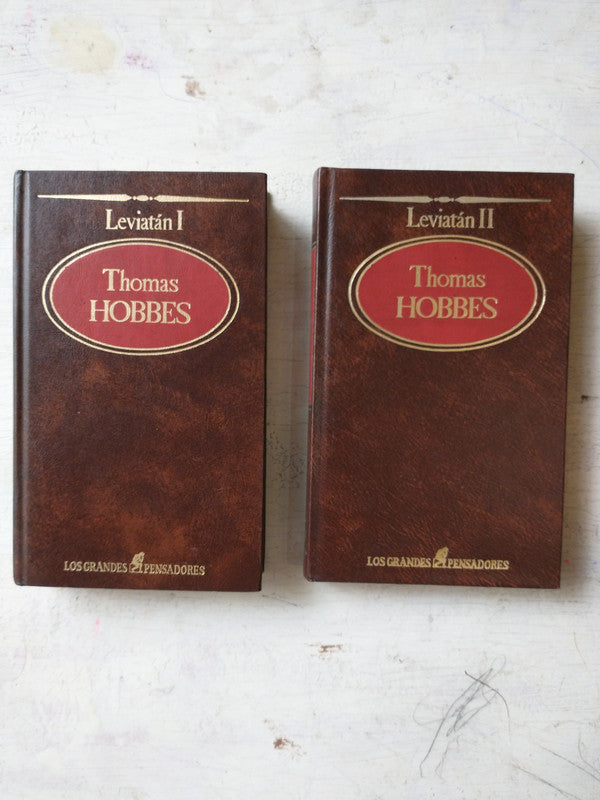 Leviatán I
Thomas
HOBBES
LOS GRANDES PENSADORES
Leviatán II
Thomas
HOBBES
LOS GRANDES PENSADORES